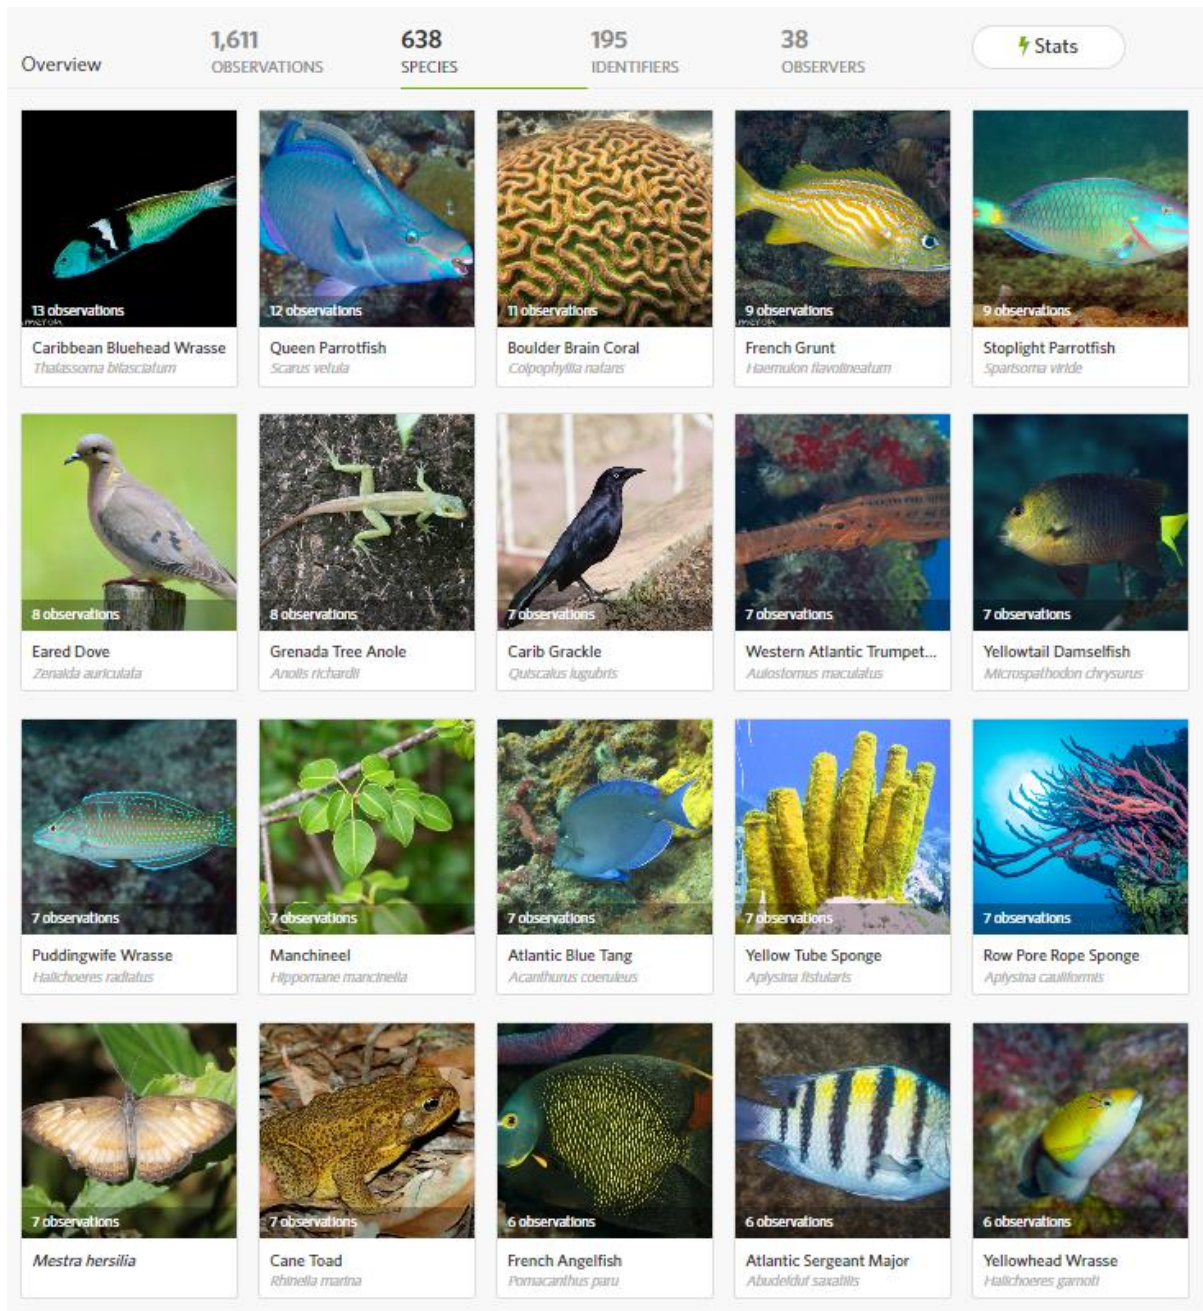 Overview
1,611 638 195 38
OBSERVATIONS SPECIES IDENTIFIERS OBSERVERS
Stats
13 observations 12 observations 11 observations 9 observations 9 observations
Caribbean Bluehead Wrasse Queen Parrotfish Boulder Brain Coral French Grunt Stoplight Parrotfish
Thalassoma bifasciatum Scarus vetula Colpophyllia natans Haemulon flavolineatum Sparisoma viride
8 observations 8 observations 7 observations 7 observations 7 observations
Eared Dove Grenada Tree Anole Carib Grackle Western Atlantic Trumpet... Yellowtail Damselfish
Zenaida auriculata Anolis richardii Quiscalus lugubris Aulostomus maculatus Microspathodon chrysurus
7 observations 7 observations 7 observations 7 observations 7 observations
Puddingwife Wrasse Manchineel Atlantic Blue Tang Yellow Tube Sponge Row Pore Rope Sponge
Halichoeres radiatus Hippomane mancinella Acanthurus coeruleus Aplysina fistularis Aplysina cauliformis
7 observations 7 observations 6 observations 6 observations 6 observations
Mestra hersilia Cane Toad French Angelfish Atlantic Sergeant Major Yellowhead Wrasse
Rhinella marina Pomacanthus paru Abudefduf saxatilis Halichoeres garnoti